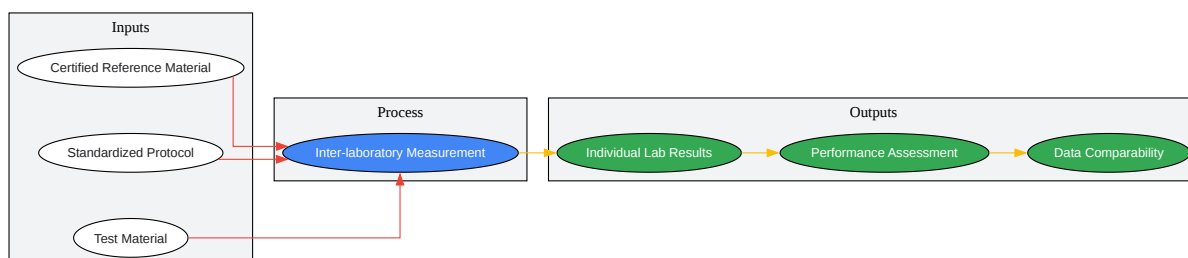 Inputs
Certified Reference Material
Standardized Protocol
Test Material
Process
Inter-laboratory Measurement
Outputs
Individual Lab Results
Performance Assessment
Data Comparability